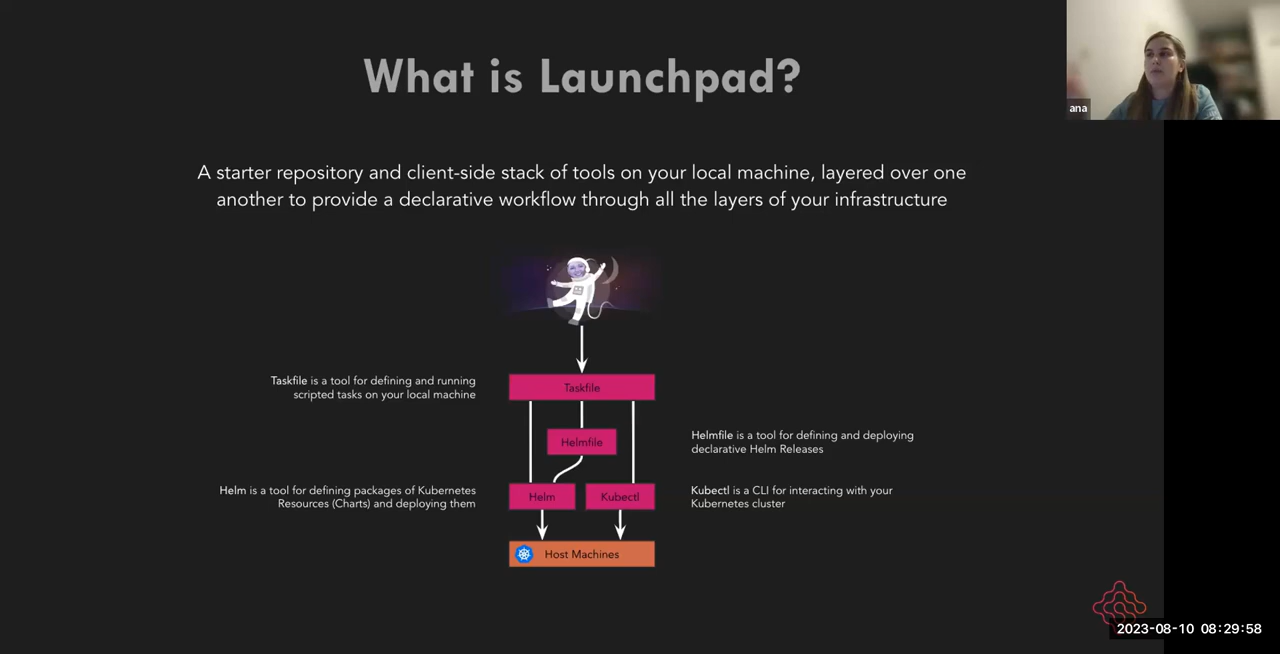 What is Launchpad?
ana
A starter repository and client-side stack of tools on your local machine, layered over one
another to provide a declarative workflow through all the layers of your infrastructure
Taskfile is a tool for defining and running
scripted tasks on your local machine
Taskfile
Helmfile
Helmfile is a tool for defining and deploying
declarative Helm Releases
Helm is a tool for defining packages of Kubernetes
Resources (Charts) and deploying them
Helm
Kubectl
Kubectl is a CLI for interacting with your
Kubernetes cluster
Host Machines
2023-08-10 08:29:58